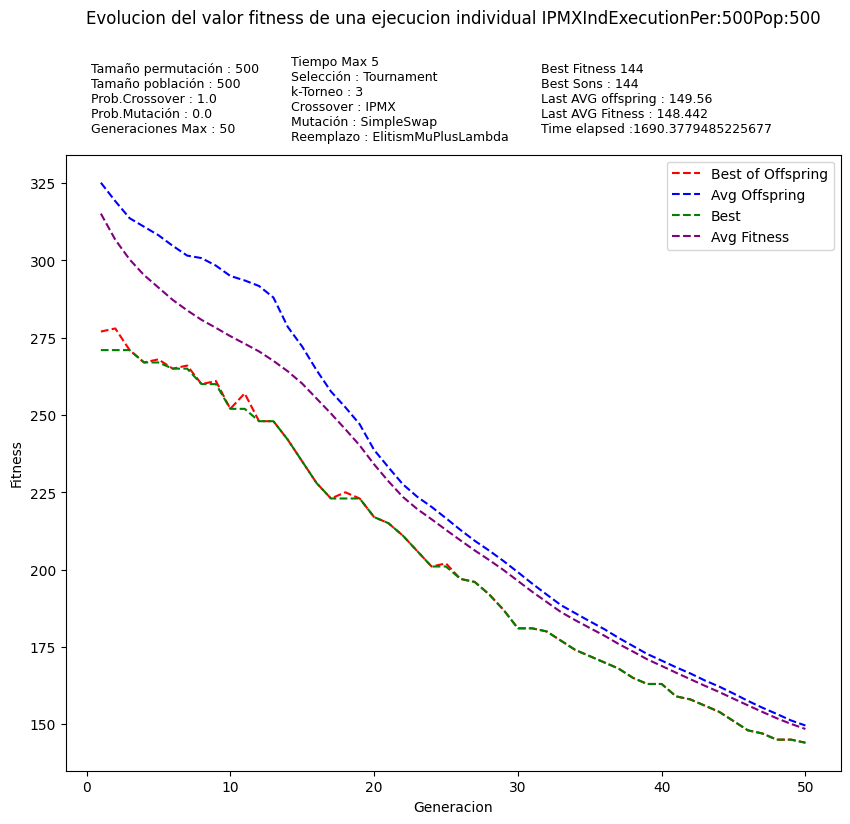 Evolucion del valor fitness de una ejecucion individual IPMXIndExecutionPer:500Pop:500
Tamaño permutación : 500
Tamaño población : 500
Prob.Crossover : 1.0
Prob.Mutación : 0.0
Generaciones Max : 50
Tiempo Max 5
Selección : Tournament
k-Torneo : 3
Crossover : IPMX
Mutación : SimpleSwap
Reemplazo : ElitismMuPlusLambda
Best Fitness 144
Best Sons : 144
Last AVG offspring : 149.56
Last AVG Fitness : 148.442
Time elapsed :1690.3779485225677
Best of Offspring
Avg Offspring
Best
Avg Fitness
325
300
275
250
225
200
175
150
Fitness
0
10
20
30
40
50
Generacion